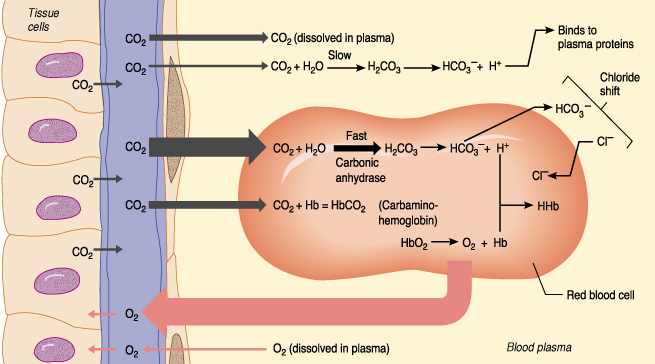 Tissue
cells
CO₂ CO₂ (dissolved in plasma)
CO₂ CO₂ + H₂O Slow H₂CO₃ HCO₃⁻ + H⁺ Binds to
plasma proteins
CO₂
Chloride
shift
HCO₃⁻
CO₂ CO₂ + H₂O Fast H₂CO₃ HCO₃⁻ + H⁺
Carbonic
anhydrase
Cl⁻
Cl⁻
CO₂
CO₂ CO₂ + Hb = HbCO₂ (Carbamino-
hemoglobin)
HHb
HbO₂ O₂ + Hb
CO₂
Red blood cell
O₂
O₂ O₂ (dissolved in plasma)
Blood plasma